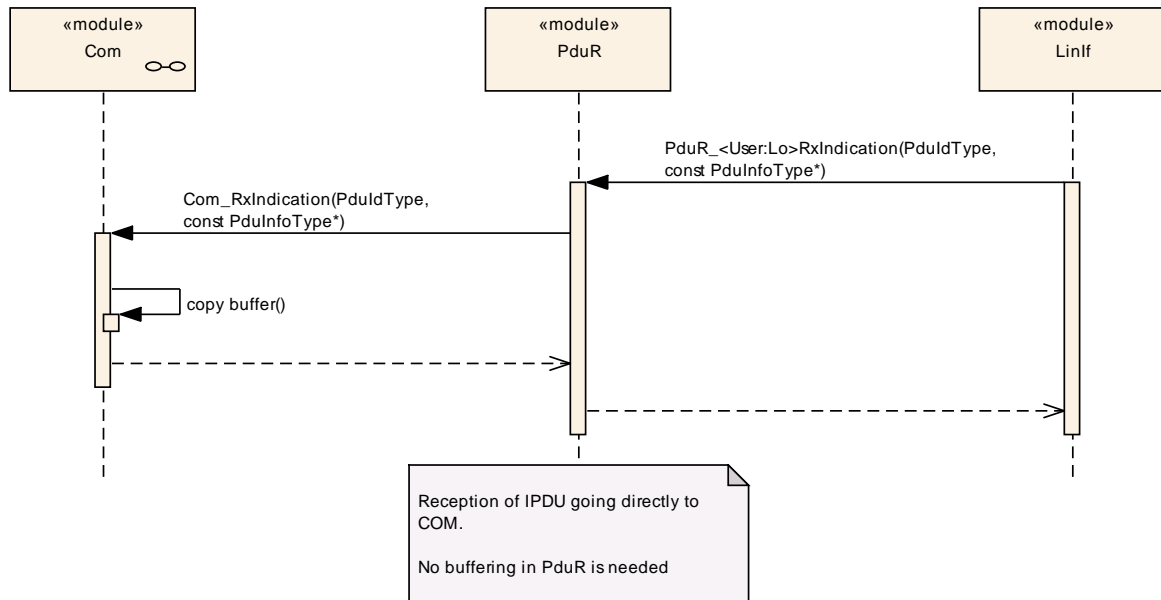 «module»
Com
«module»
PduR
«module»
LinIf
PduR_<User:Lo>RxIndication(PduIdType,
const PduInfoType*)
Com_RxIndication(PduIdType,
const PduInfoType*)
copy buffer()
Reception of IPDU going directly to
COM.
No buffering in PduR is needed